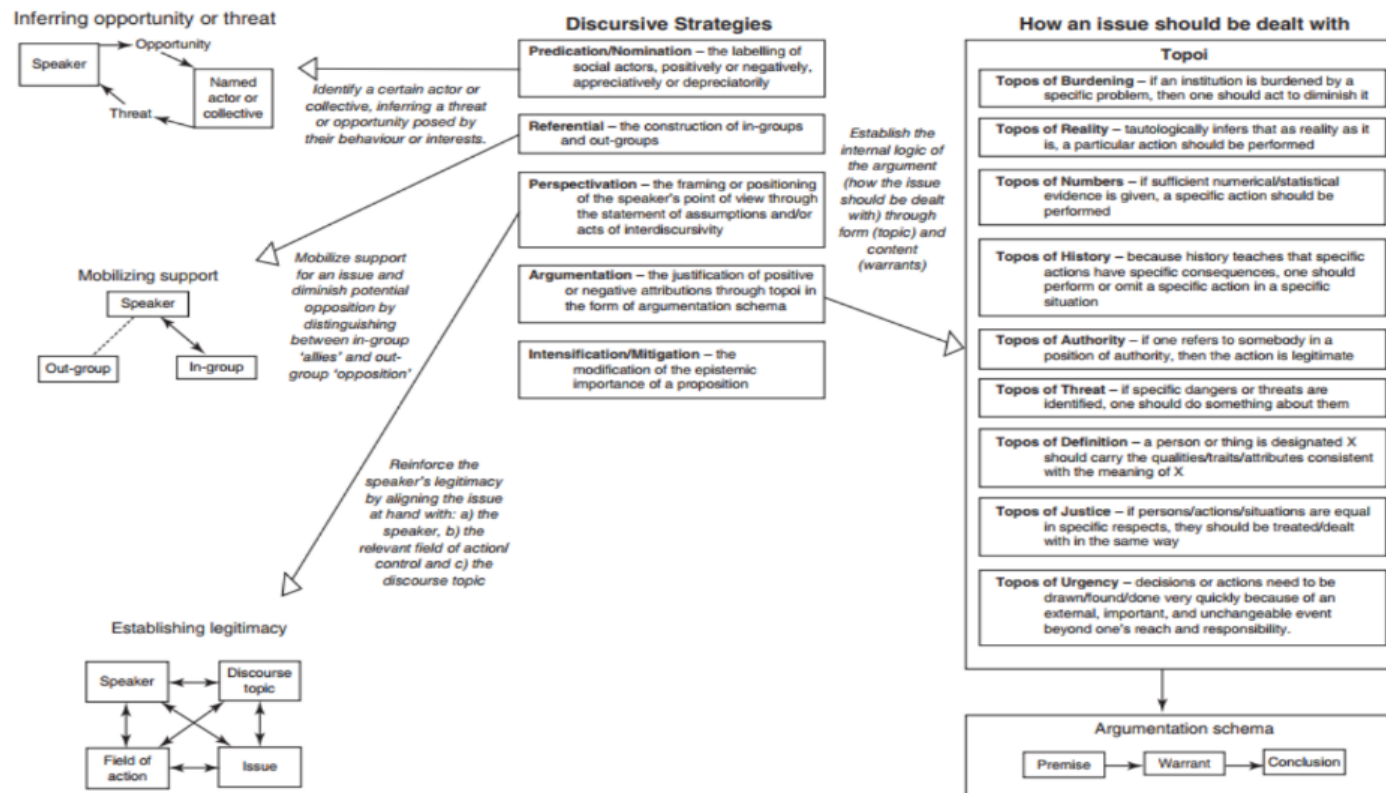 Inferring opportunity or threat
Speaker
Opportunity
Named
actor or
collective
Threat
Identify a certain actor or
collective, inferring a threat
or opportunity posed by
their behaviour or interests.
Mobilizing support
Speaker
Out-group
In-group
Mobilize support
for an issue and
diminish potential
opposition by
distinguishing
between in-group
'allies' and out-
group 'opposition'
Reinforce the
speaker's legitimacy
by aligning the issue
at hand with: a) the
speaker, b) the
relevant field of action/
control and c) the
discourse topic
Establishing legitimacy
Speaker
Discourse
topic
Field of
action
Issue
Discursive Strategies
Predication/Nomination – the labelling of
social actors, positively or negatively,
appreciatively or depreciatorily
Referential – the construction of in-groups
and out-groups
Perspectivation – the framing or positioning
of the speaker's point of view through
the statement of assumptions and/or
acts of interdiscursivity
Argumentation – the justification of positive
or negative attributions through topoi in
the form of argumentation schema
Intensification/Mitigation – the
modification of the epistemic
importance of a proposition
Establish the
internal logic of
the argument
(how the issue
should be dealt
with) through
form (topic) and
content
(warrants)
How an issue should be dealt with
Topoi
Topos of Burdening – if an institution is burdened by a
specific problem, then one should act to diminish it
Topos of Reality – tautologically infers that as reality as it
is, a particular action should be performed
Topos of Numbers – if sufficient numerical/statistical
evidence is given, a specific action should be
performed
Topos of History – because history teaches that specific
actions have specific consequences, one should
perform or omit a specific action in a specific
situation
Topos of Authority – if one refers to somebody in a
position of authority, then the action is legitimate
Topos of Threat – if specific dangers or threats are
identified, one should do something about them
Topos of Definition – a person or thing is designated X
should carry the qualities/traits/attributes consistent
with the meaning of X
Topos of Justice – if persons/actions/situations are equal
in specific respects, they should be treated/dealt
with in the same way
Topos of Urgency – decisions or actions need to be
drawn/found/done very quickly because of an
external, important, and unchangeable event
beyond one's reach and responsibility.
Argumentation schema
Premise
Warrant
Conclusion